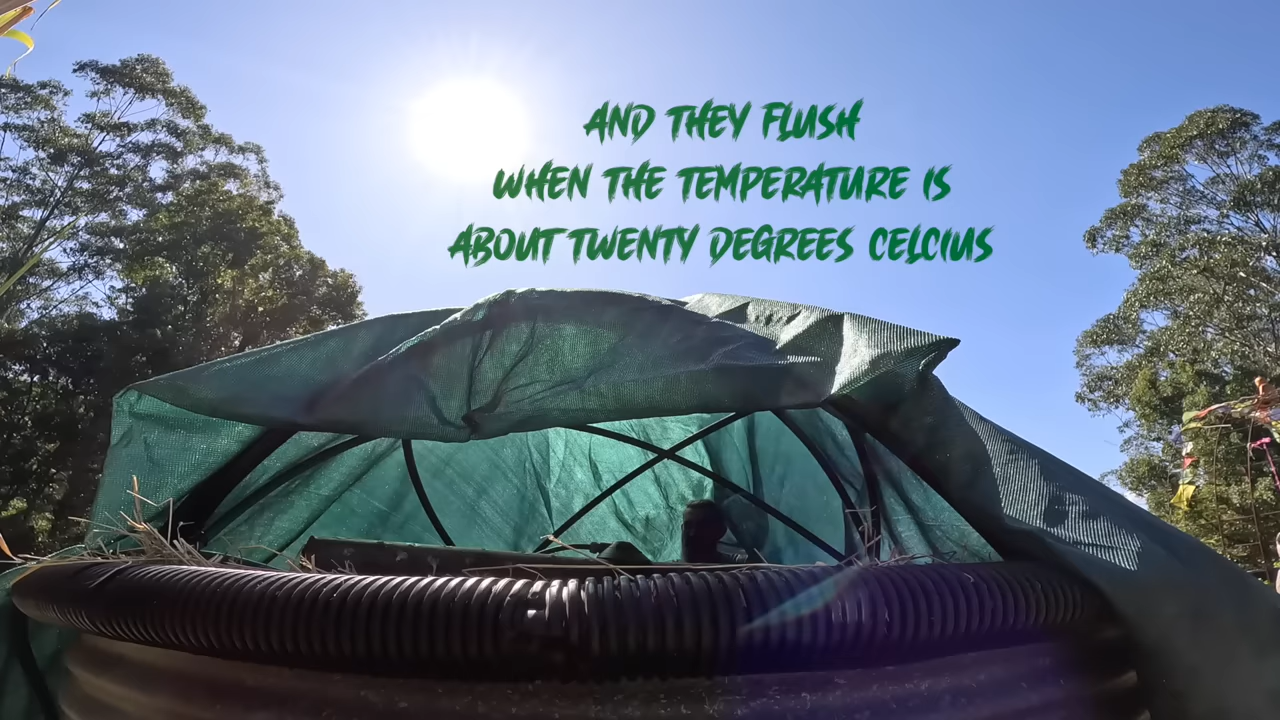 AND THEY FLUSH
WHEN THE TEMPERATURE IS
ABOUT TWENTY DEGREES CELCIUS